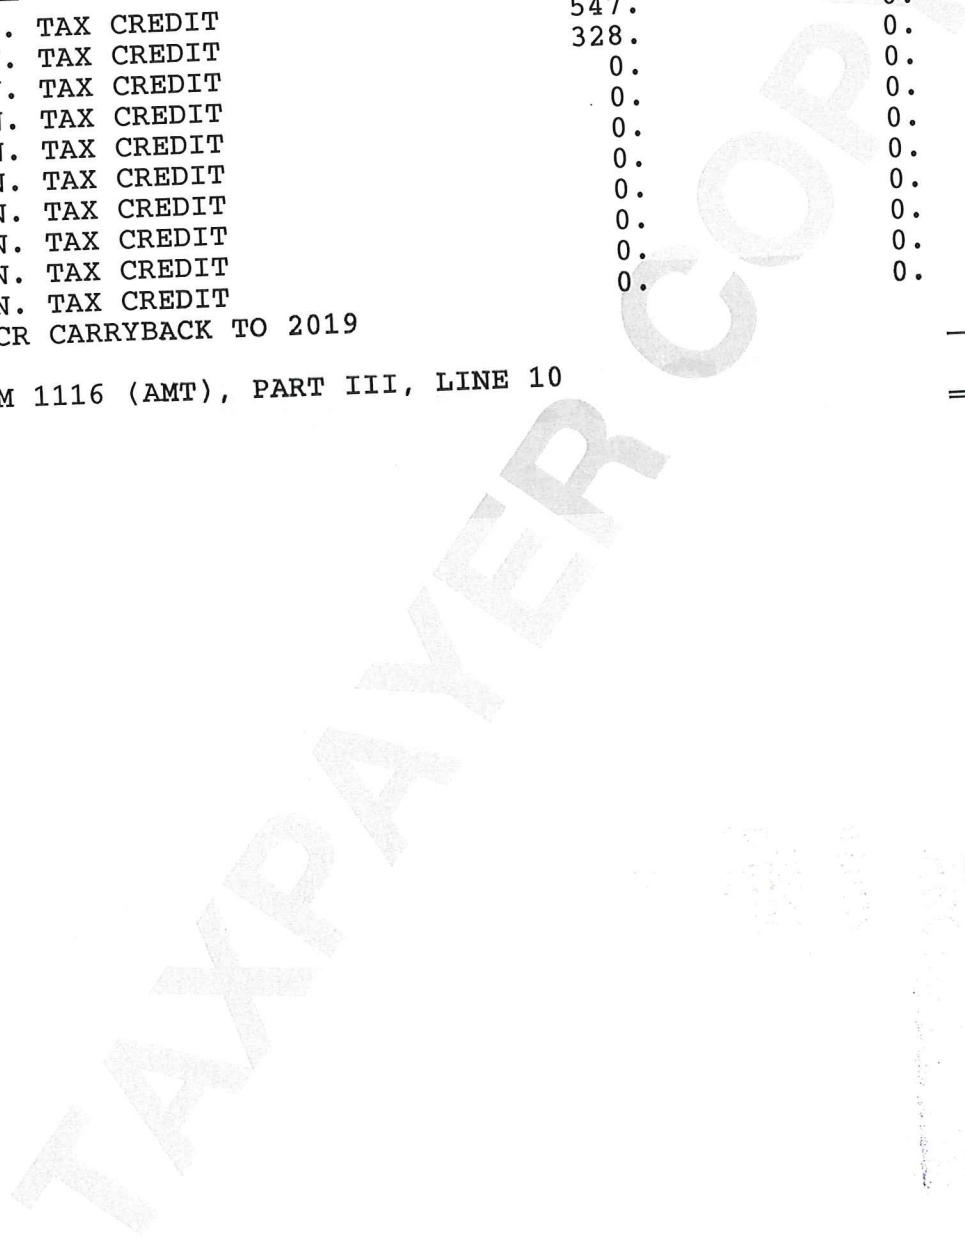 . TAX CREDIT 547. 0.
. TAX CREDIT 328. 0.
. TAX CREDIT 0. 0.
N. TAX CREDIT 0. 0.
N. TAX CREDIT 0. 0.
N. TAX CREDIT 0. 0.
N. TAX CREDIT 0. 0.
N. TAX CREDIT 0. 0.
N. TAX CREDIT 0. 0.
N. TAX CREDIT 0. 0.
CR CARRYBACK TO 2019
M 1116 (AMT), PART III, LINE 10
TAXPAYER COP